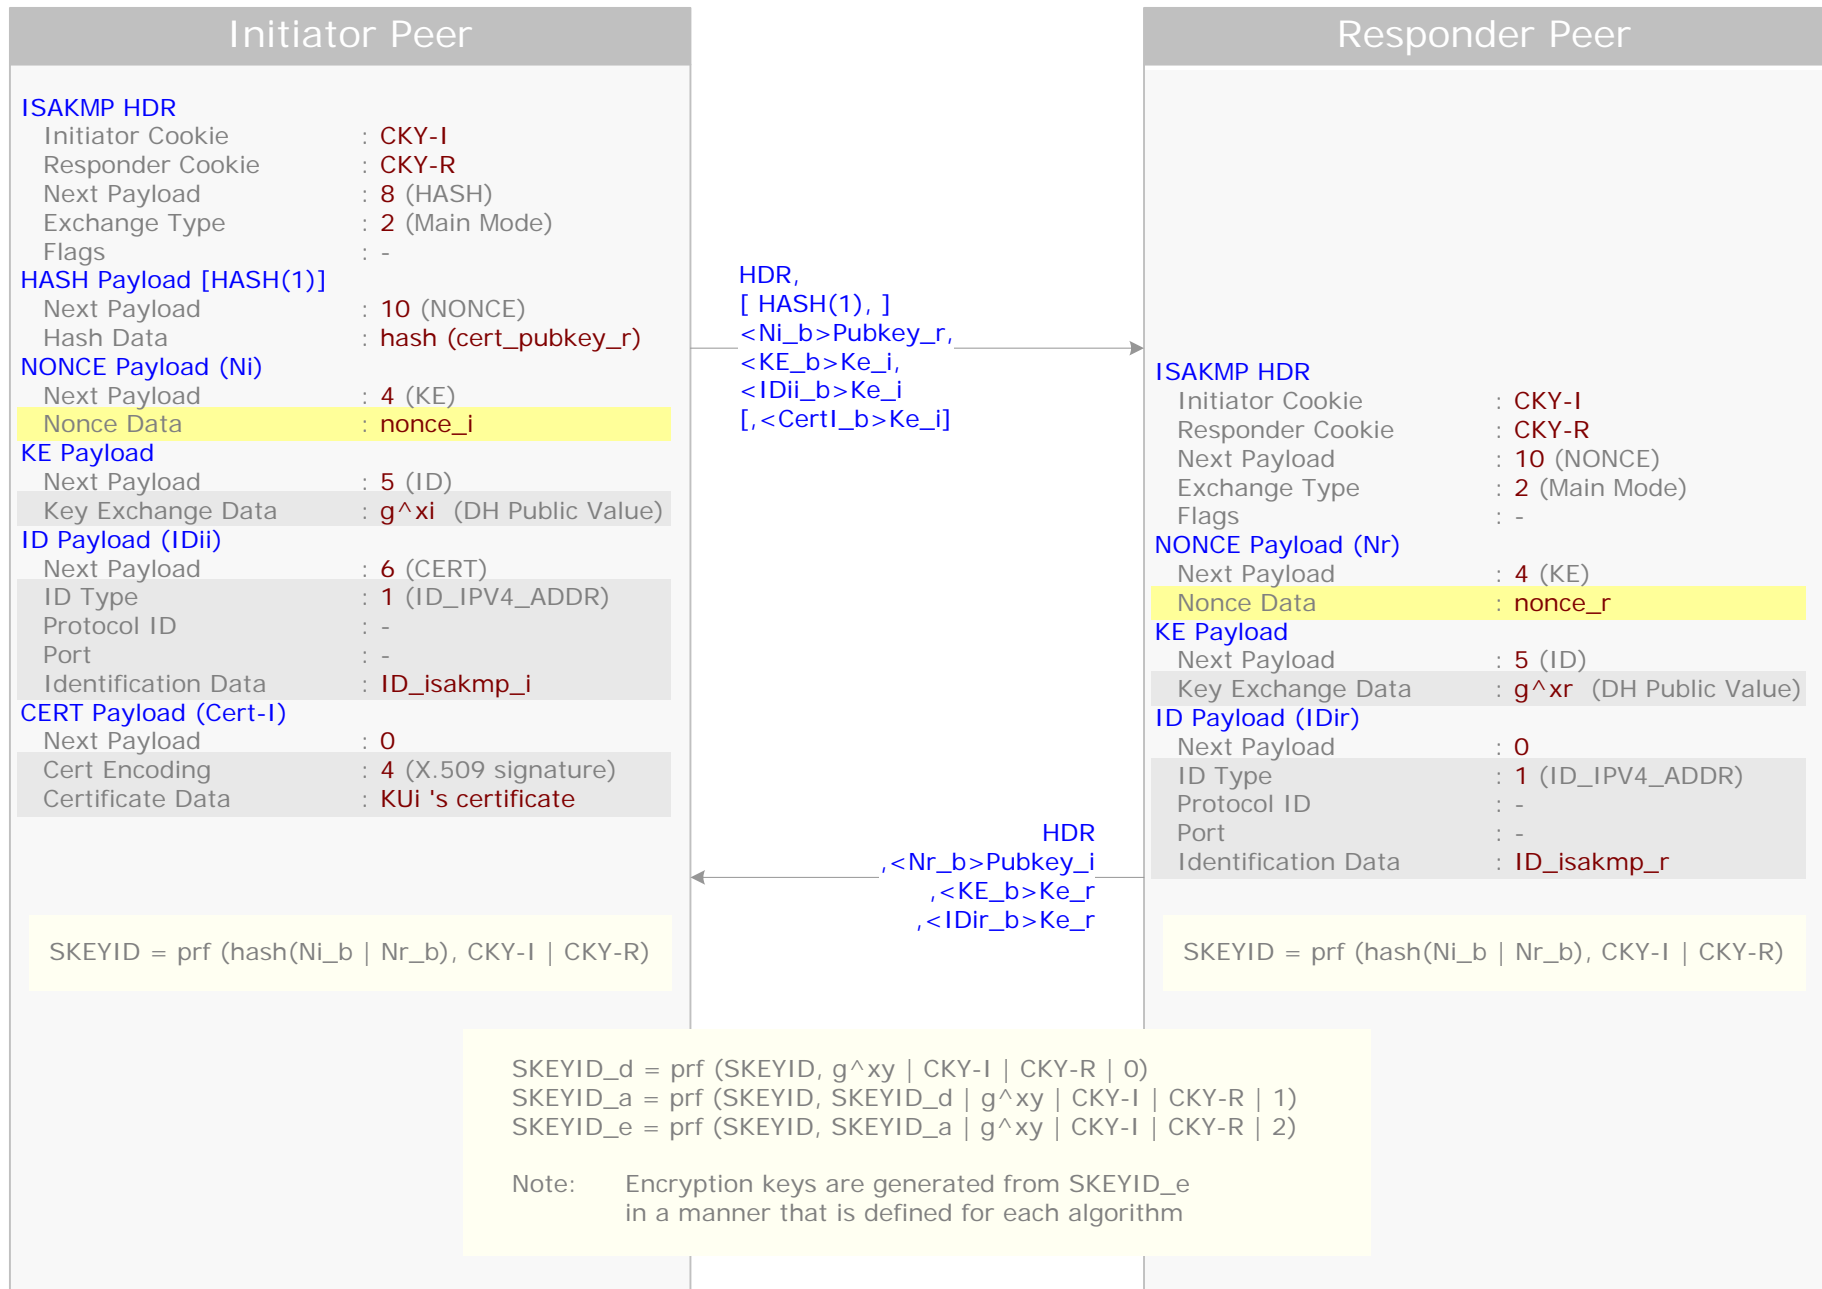 Initiator Peer
ISAKMP HDR
Initiator Cookie : CKY-I
Responder Cookie : CKY-R
Next Payload : 8 (HASH)
Exchange Type : 2 (Main Mode)
Flags : -
HASH Payload [HASH(1)]
Next Payload : 10 (NONCE)
Hash Data : hash (cert_pubkey_r)
NONCE Payload (Ni)
Next Payload : 4 (KE)
Nonce Data : nonce_i
KE Payload
Next Payload : 5 (ID)
Key Exchange Data : g^xi (DH Public Value)
ID Payload (IDii)
Next Payload : 6 (CERT)
ID Type : 1 (ID_IPV4_ADDR)
Protocol ID : -
Port : -
Identification Data : ID_isakmp_i
CERT Payload (Cert-I)
Next Payload : 0
Cert Encoding : 4 (X.509 signature)
Certificate Data : KUi 's certificate
SKEYID = prf (hash(Ni_b | Nr_b), CKY-I | CKY-R)
HDR,
[ HASH(1), ]
<Ni_b>Pubkey_r,
<KE_b>Ke_i,
<IDii_b>Ke_i
[,<CertI_b>Ke_i]
HDR
,<Nr_b>Pubkey_i
,<KE_b>Ke_r
,<IDir_b>Ke_r
Responder Peer
ISAKMP HDR
Initiator Cookie : CKY-I
Responder Cookie : CKY-R
Next Payload : 10 (NONCE)
Exchange Type : 2 (Main Mode)
Flags : -
NONCE Payload (Nr)
Next Payload : 4 (KE)
Nonce Data : nonce_r
KE Payload
Next Payload : 5 (ID)
Key Exchange Data : g^xr (DH Public Value)
ID Payload (IDir)
Next Payload : 0
ID Type : 1 (ID_IPV4_ADDR)
Protocol ID : -
Port : -
Identification Data : ID_isakmp_r
SKEYID = prf (hash(Ni_b | Nr_b), CKY-I | CKY-R)
SKEYID_d = prf (SKEYID, g^xy | CKY-I | CKY-R | 0)
SKEYID_a = prf (SKEYID, SKEYID_d | g^xy | CKY-I | CKY-R | 1)
SKEYID_e = prf (SKEYID, SKEYID_a | g^xy | CKY-I | CKY-R | 2)
Note: Encryption keys are generated from SKEYID_e
in a manner that is defined for each algorithm